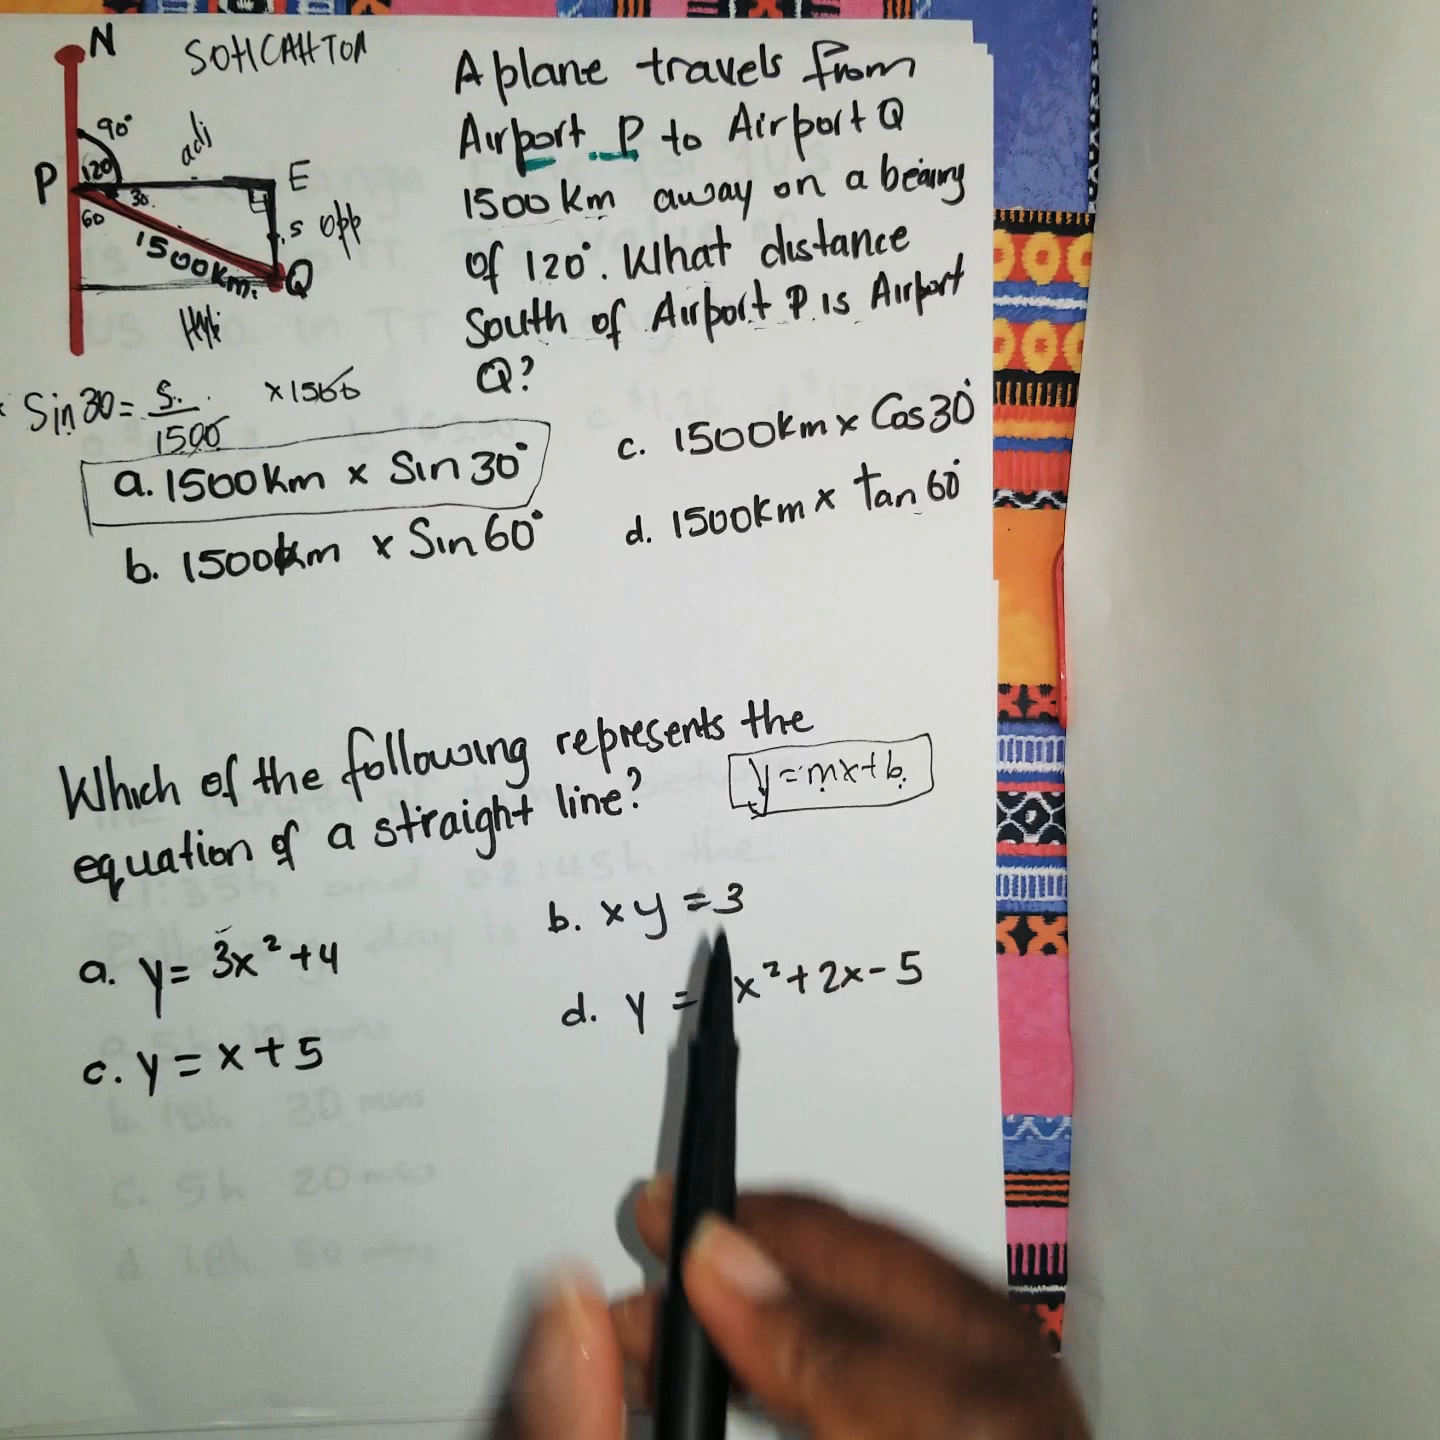 N
SOHCAHTOA
90°
120
adj
P
E
30
60
s opp
1500km.
Q
Hyp
A plane travels from
Airport P to Airport Q
1500 km away on a bearing
of 120°. What distance
South of Airport P is Airport
Q?
Sin 30 = S x 1500
1500
a. 1500 km x Sin 30°
b. 1500km x Sin 60°
c. 1500km x Cos 30°
d. 1500km x tan 60°
Which of the following represents the
equation of a straight line?
y = mx + b
a. y = 3x² + 4
b. xy = 3
c. y = x + 5
d. y = x² + 2x - 5